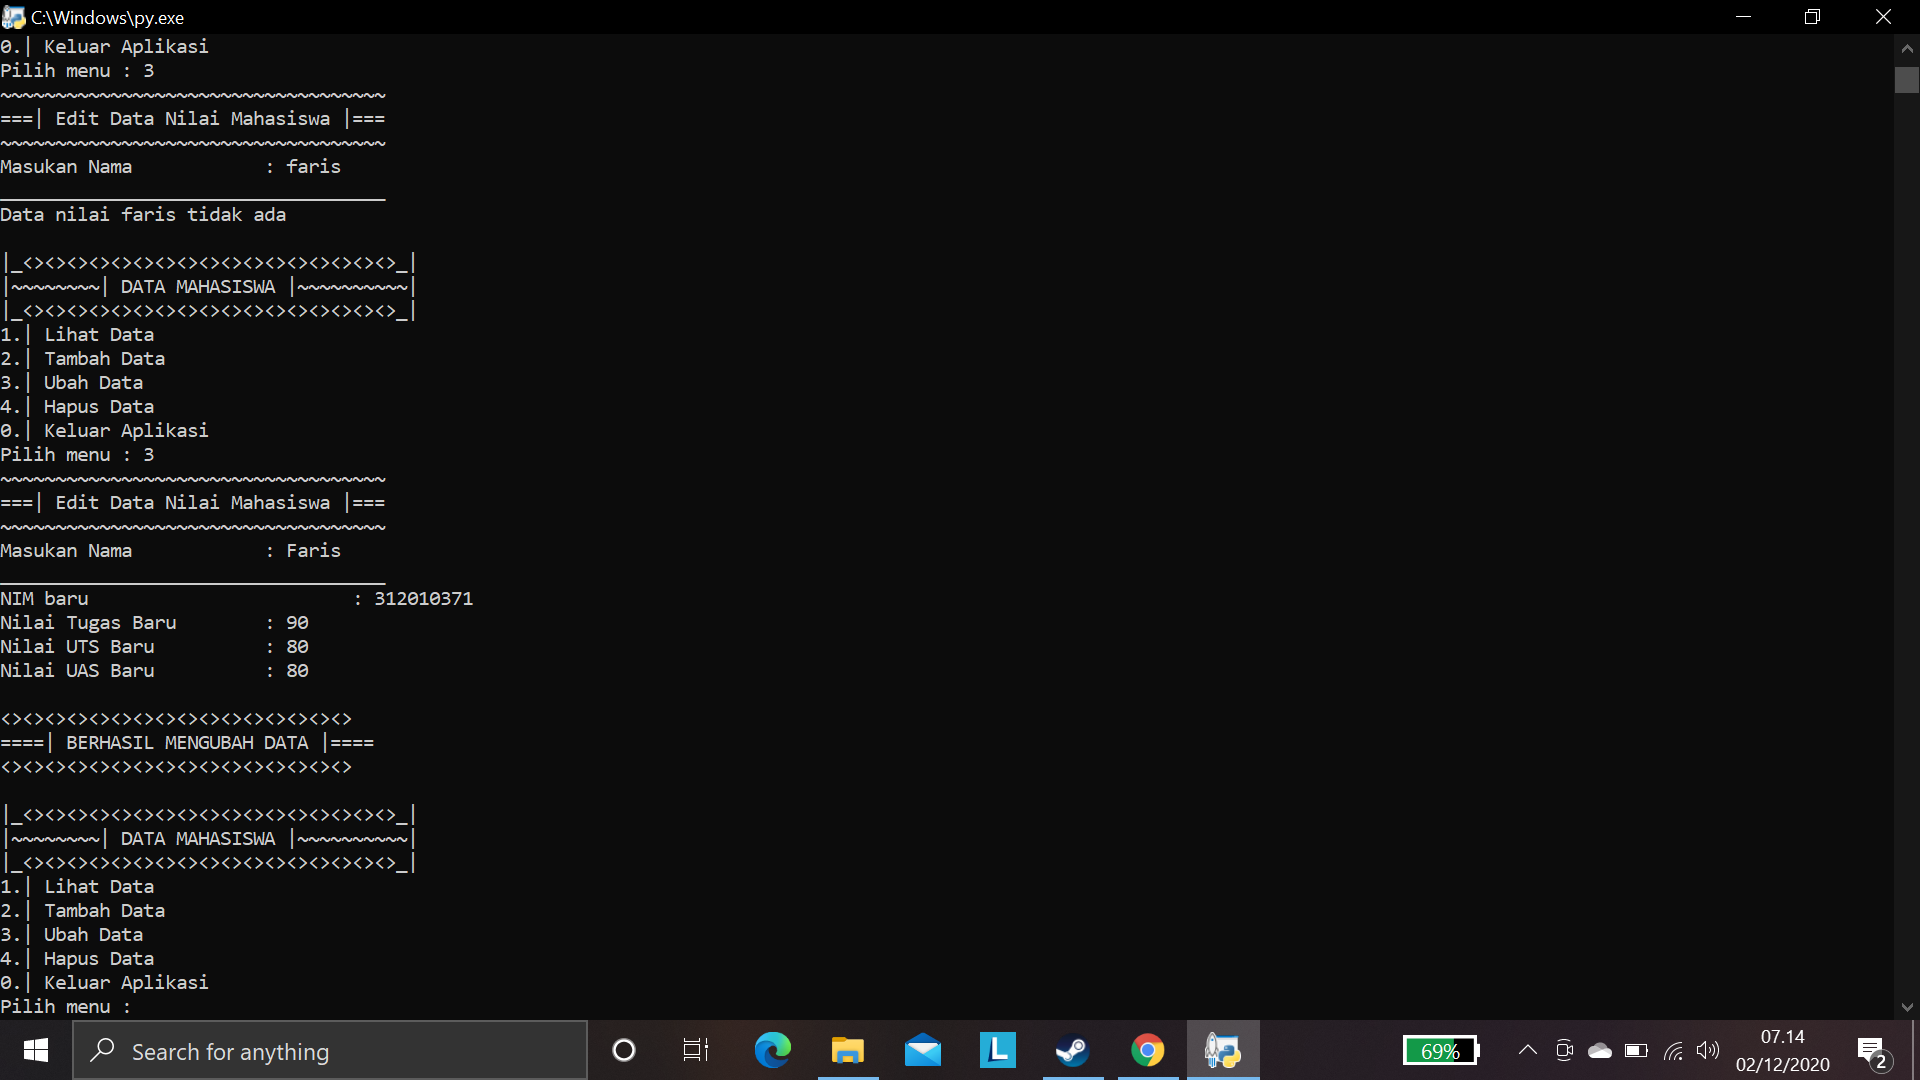 C:\Windows\py.exe
0.| Keluar Aplikasi
Pilih menu : 3
~~~~~~~~~~~~~~~~~~~~~~~~~~~~~~~~~~~
===| Edit Data Nilai Mahasiswa |===
~~~~~~~~~~~~~~~~~~~~~~~~~~~~~~~~~~~
Masukan Nama            : faris
___________________________________
Data nilai faris tidak ada
|_<><><><><><><><><><><><><><><><><>_|
|~~~~~~~~| DATA MAHASISWA |~~~~~~~~~~|
|_<><><><><><><><><><><><><><><><><>_|
1.| Lihat Data
2.| Tambah Data
3.| Ubah Data
4.| Hapus Data
0.| Keluar Aplikasi
Pilih menu : 3
~~~~~~~~~~~~~~~~~~~~~~~~~~~~~~~~~~~
===| Edit Data Nilai Mahasiswa |===
~~~~~~~~~~~~~~~~~~~~~~~~~~~~~~~~~~~
Masukan Nama            : Faris
___________________________________
NIM baru                        : 312010371
Nilai Tugas Baru        : 90
Nilai UTS Baru          : 80
Nilai UAS Baru          : 80
<><><><><><><><><><><><><><><><>
====| BERHASIL MENGUBAH DATA |====
<><><><><><><><><><><><><><><><>
|_<><><><><><><><><><><><><><><><><>_|
|~~~~~~~~| DATA MAHASISWA |~~~~~~~~~~|
|_<><><><><><><><><><><><><><><><><>_|
1.| Lihat Data
2.| Tambah Data
3.| Ubah Data
4.| Hapus Data
0.| Keluar Aplikasi
Pilih menu :
Search for anything
L
69%
07.14
02/12/2020
2